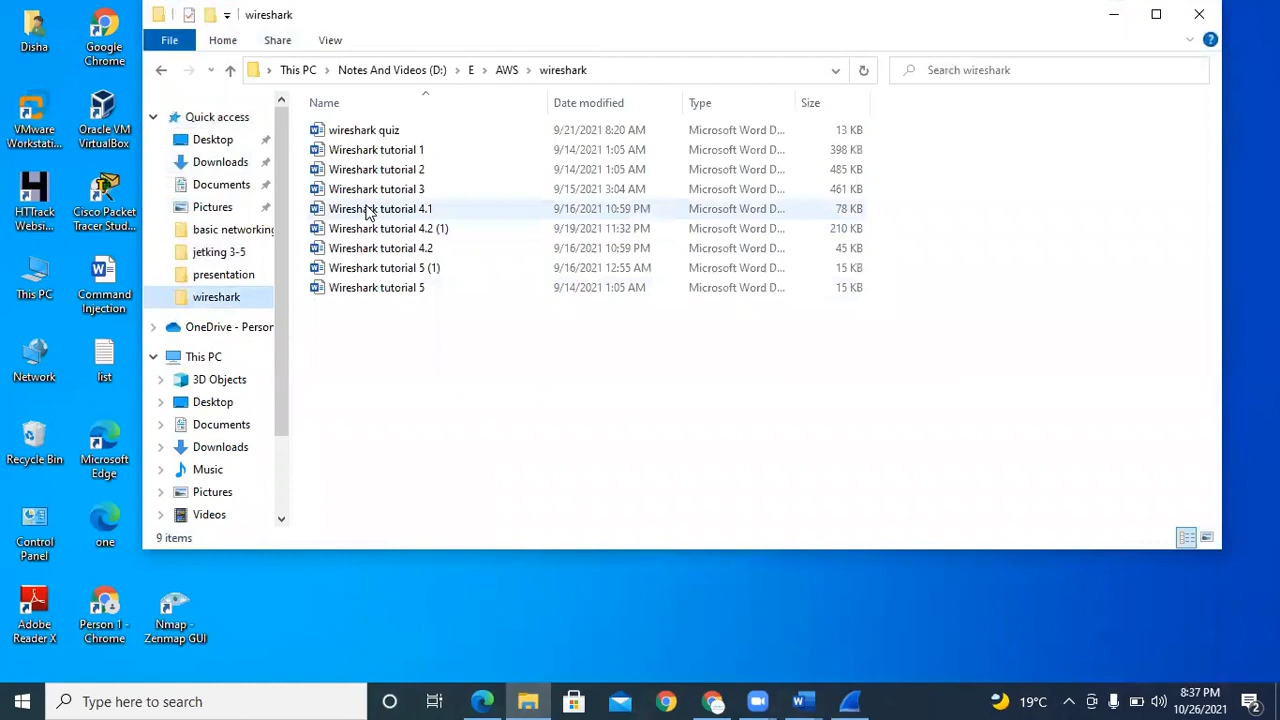 wireshark
File Home Share View
This PC Notes And Videos (D:) E AWS wireshark Search wireshark
Name Date modified Type Size
wireshark quiz 9/21/2021 8:20 AM Microsoft Word D... 13 KB
Wireshark tutorial 1 9/14/2021 1:05 AM Microsoft Word D... 398 KB
Wireshark tutorial 2 9/14/2021 1:05 AM Microsoft Word D... 485 KB
Wireshark tutorial 3 9/15/2021 3:04 AM Microsoft Word D... 461 KB
Wireshark tutorial 4.1 9/16/2021 10:59 PM Microsoft Word D... 78 KB
Wireshark tutorial 4.2 (1) 9/19/2021 11:32 PM Microsoft Word D... 210 KB
Wireshark tutorial 4.2 9/16/2021 10:59 PM Microsoft Word D... 45 KB
Wireshark tutorial 5 (1) 9/16/2021 12:55 AM Microsoft Word D... 15 KB
Wireshark tutorial 5 9/14/2021 1:05 AM Microsoft Word D... 15 KB
Quick access
Desktop
Downloads
Documents
Pictures
basic networking
jetking 3-5
presentation
wireshark
OneDrive - Person
This PC
3D Objects
Desktop
Documents
Downloads
Music
Pictures
Videos
9 items
Disha
Google
Chrome
VMware
Workstati...
Oracle VM
VirtualBox
HTTrack
Websi...
Cisco Packet
Tracer Stud...
This PC
Command
Injection
Network
list
Recycle Bin
Microsoft
Edge
Control
Panel
one
Adobe
Reader X
Person 1 -
Chrome
Nmap -
Zenmap GUI
Type here to search
19°C
8:37 PM
10/26/2021
2